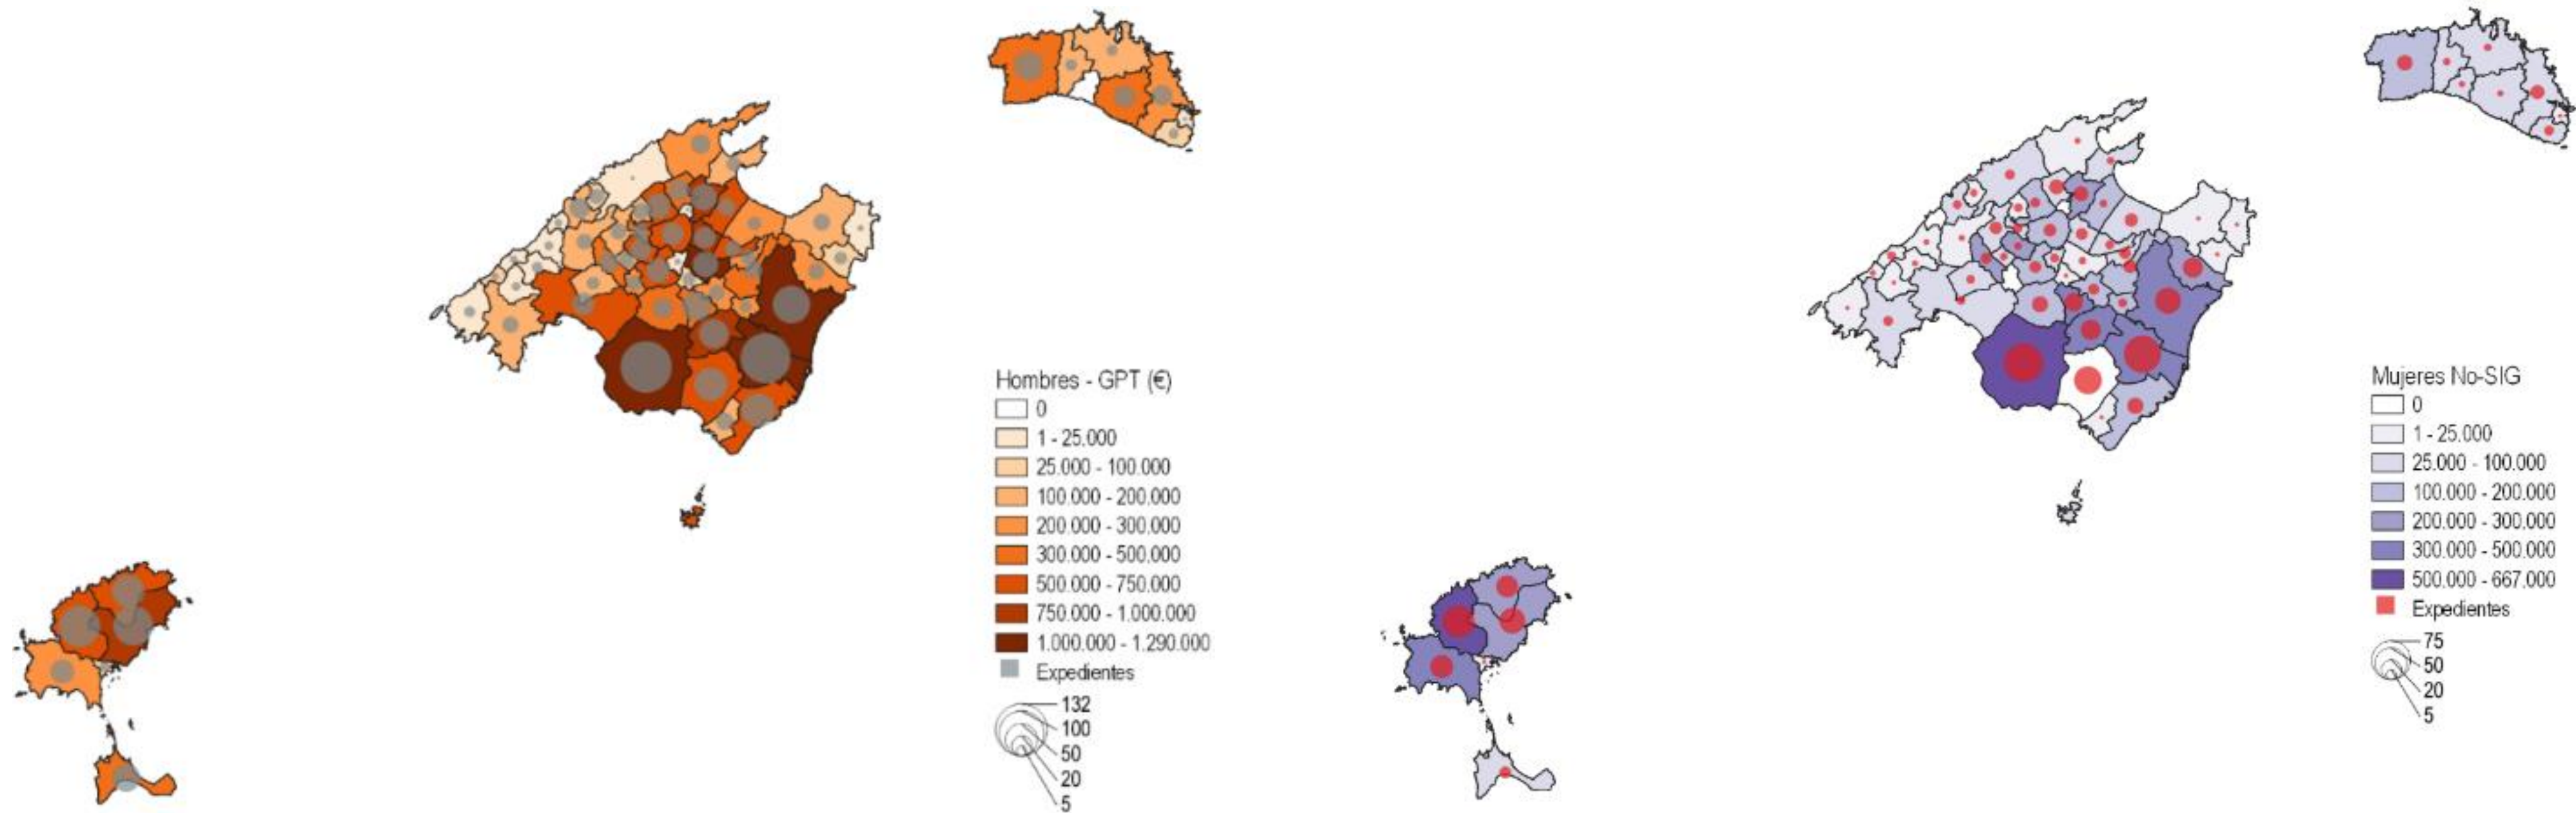 Hombres - GPT (€)
0
1 - 25.000
25.000 - 100.000
100.000 - 200.000
200.000 - 300.000
300.000 - 500.000
500.000 - 750.000
750.000 - 1.000.000
1.000.000 - 1.290.000
Expedientes
132
100
50
20
5
Mujeres No-SIG
0
1 - 25.000
25.000 - 100.000
100.000 - 200.000
200.000 - 300.000
300.000 - 500.000
500.000 - 667.000
Expedientes
75
50
20
5